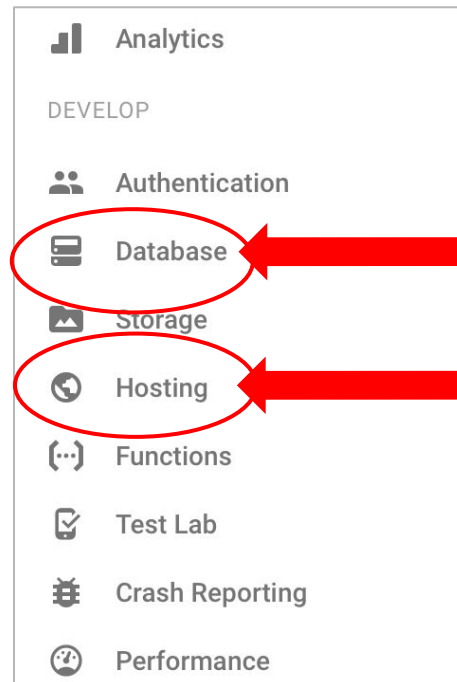 Analytics
DEVELOP
Authentication
Database
Storage
Hosting
Functions
Test Lab
Crash Reporting
Performance